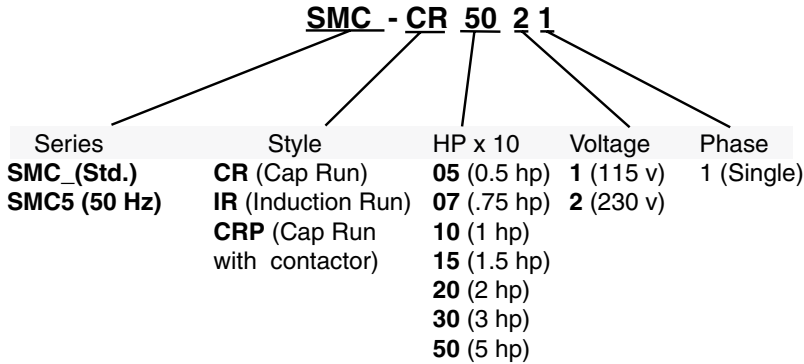 SMC - CR 50 2 1
Series Style HP x 10 Voltage Phase
SMC_(Std.) CR (Cap Run) 05 (0.5 hp) 1 (115 v) 1 (Single)
SMC5 (50 Hz) IR (Induction Run) 07 (.75 hp) 2 (230 v)
CRP (Cap Run 10 (1 hp)
with contactor) 15 (1.5 hp)
20 (2 hp)
30 (3 hp)
50 (5 hp)